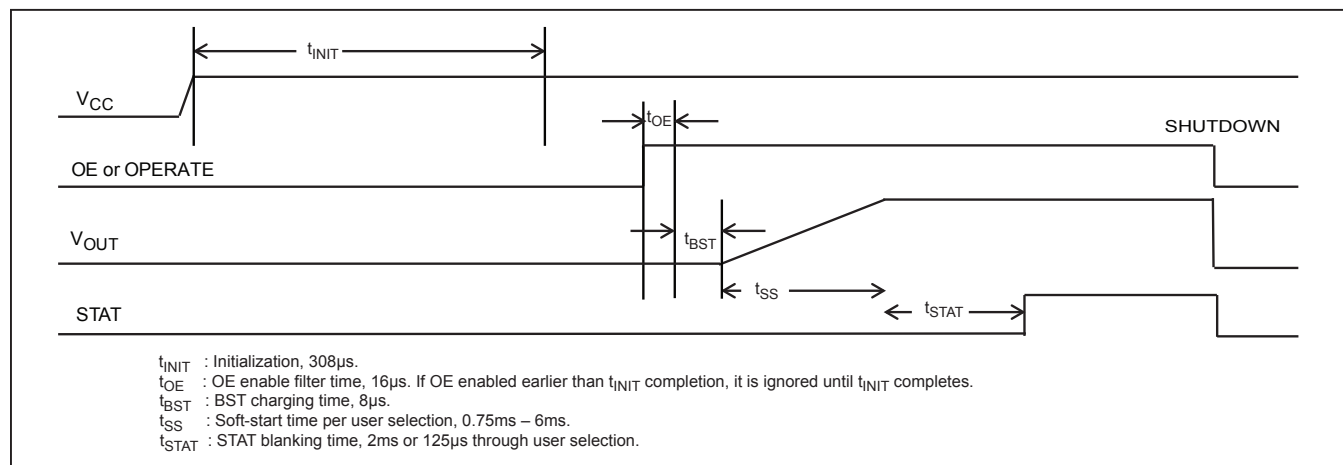 tINIT
VCC
tOE
SHUTDOWN
OE or OPERATE
VOUT
tBST
tSS
STAT
tSTAT
tINIT : Initialization, 308µs.
tOE : OE enable filter time, 16µs. If OE enabled earlier than tINIT completion, it is ignored until tINIT completes.
tBST : BST charging time, 8µs.
tSS : Soft-start time per user selection, 0.75ms – 6ms.
tSTAT : STAT blanking time, 2ms or 125µs through user selection.